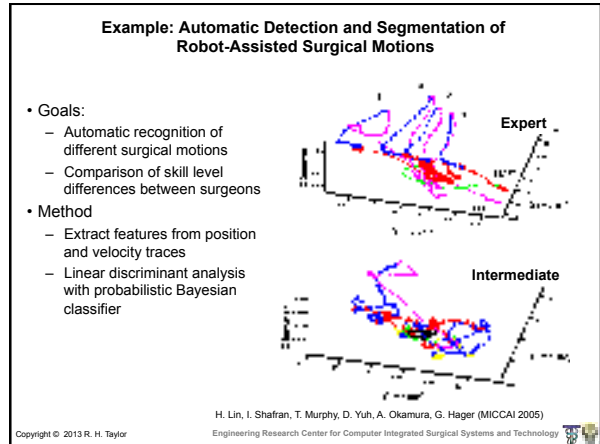 Example: Automatic Detection and Segmentation of
Robot-Assisted Surgical Motions
• Goals:
– Automatic recognition of
different surgical motions
– Comparison of skill level
differences between surgeons
• Method
– Extract features from position
and velocity traces
– Linear discriminant analysis
with probabilistic Bayesian
classifier
Expert
Intermediate
H. Lin, I. Shafran, T. Murphy, D. Yuh, A. Okamura, G. Hager (MICCAI 2005)
Copyright © 2013 R. H. Taylor
Engineering Research Center for Computer Integrated Surgical Systems and Technology